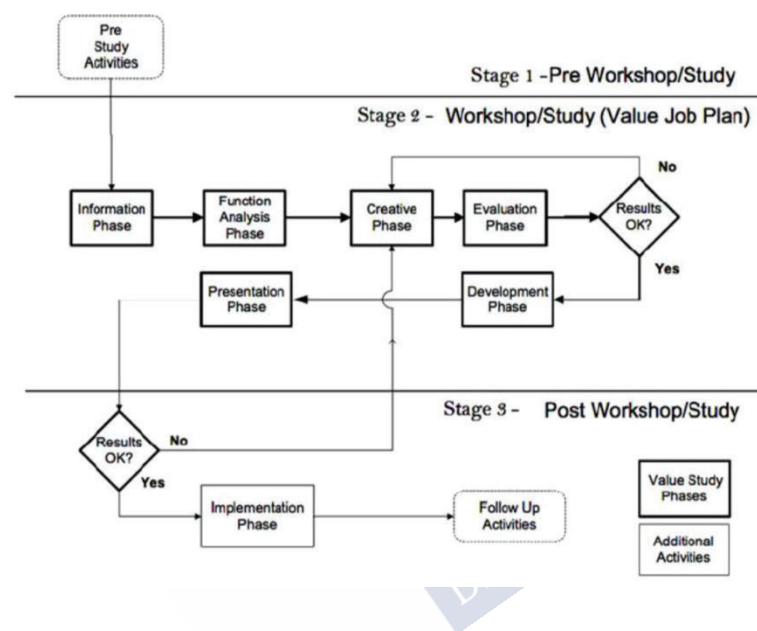 Pre
Study
Activities
Stage 1 -Pre Workshop/Study
Stage 2 - Workshop/Study (Value Job Plan)
No
Information
Phase
Function
Analysis
Phase
Creative
Phase
Evaluation
Phase
Results
OK?
Yes
Presentation
Phase
Development
Phase
Stage 3 - Post Workshop/Study
Results
OK?
No
Yes
Implementation
Phase
Follow Up
Activities
Value Study
Phases
Additional
Activities